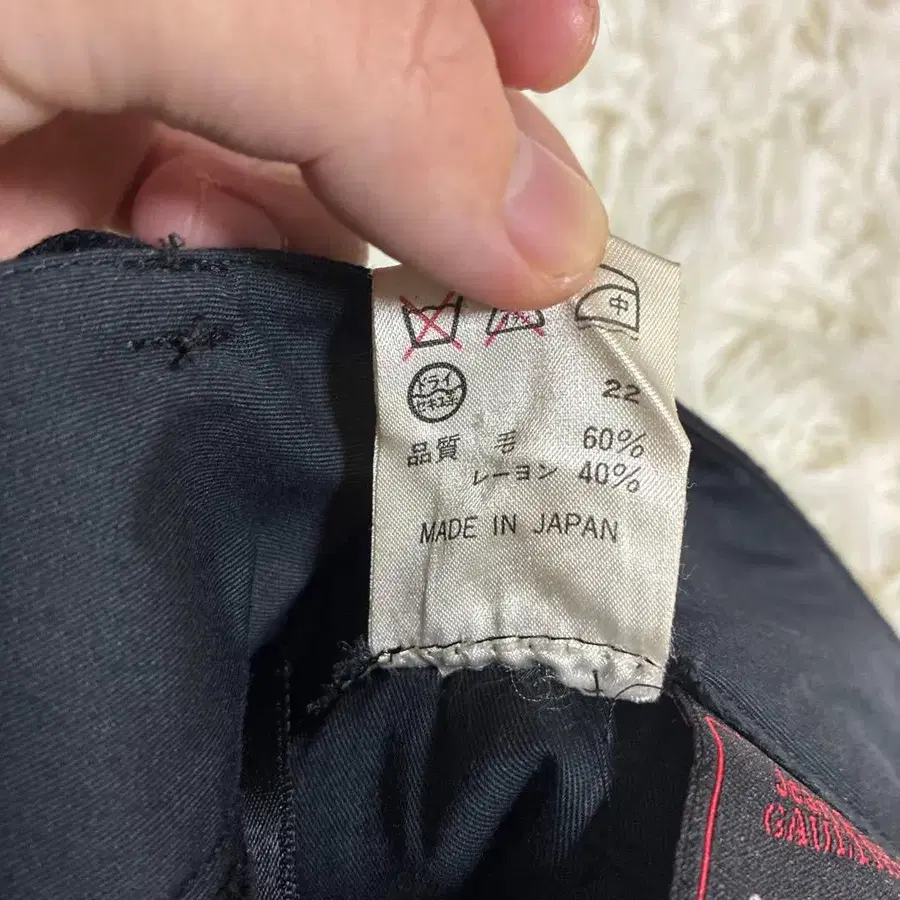 中
ドライ
セキユ系
22
品質 毛 60%
レーヨン 40%
MADE IN JAPAN
GAULTIER